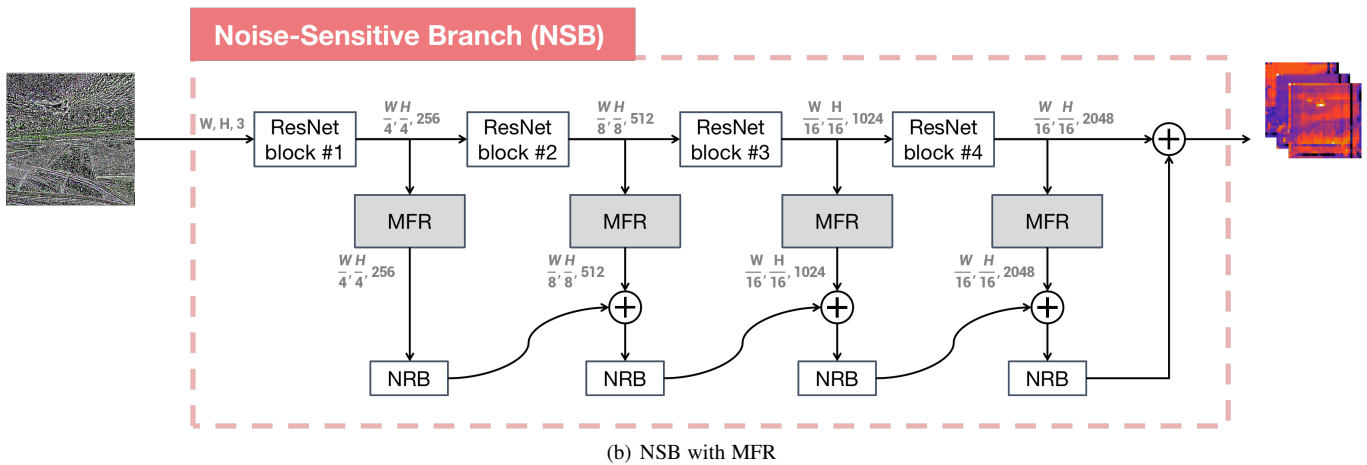 Noise-Sensitive Branch (NSB)
W, H, 3
ResNet
block #1
W/4, H/4, 256
ResNet
block #2
W/8, H/8, 512
ResNet
block #3
W/16, H/16, 1024
ResNet
block #4
W/16, H/16, 2048
+
MFR
MFR
MFR
MFR
W/4, H/4, 256
W/8, H/8, 512
W/16, H/16, 1024
W/16, H/16, 2048
+
+
+
NRB
NRB
NRB
NRB
(b) NSB with MFR